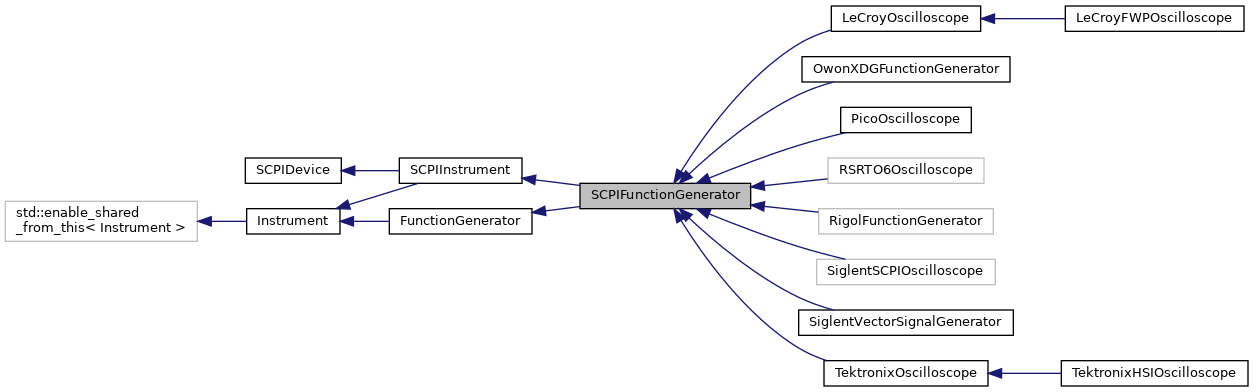 LeCroyOscilloscope
LeCroyFWPOscilloscope
OwonXDGFunctionGenerator
PicoOscilloscope
SCPIDevice
SCPIInstrument
RSRTO6Oscilloscope
SCPIFunctionGenerator
std::enable_shared
_from_this< Instrument >
Instrument
FunctionGenerator
RigolFunctionGenerator
SiglentSCPIOscilloscope
SiglentVectorSignalGenerator
TektronixOscilloscope
TektronixHSIOscilloscope